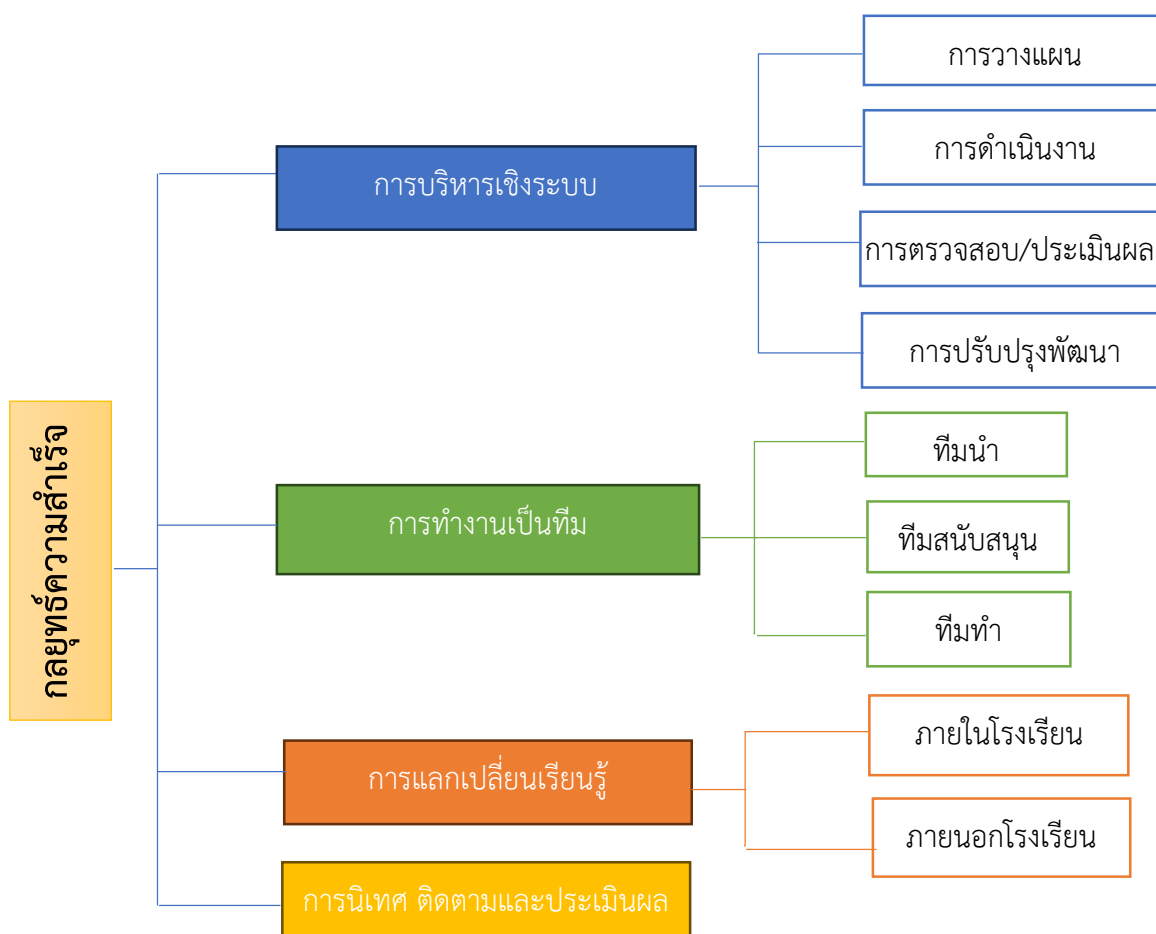 กลยุทธ์ความสำเร็จ
การบริหารเชิงระบบ
การวางแผน
การดำเนินงาน
การตรวจสอบ/ประเมินผล
การปรับปรุงพัฒนา
การทำงานเป็นทีม
ทีมนำ
ทีมสนับสนุน
ทีมทำ
การแลกเปลี่ยนเรียนรู้
ภายในโรงเรียน
ภายนอกโรงเรียน
การนิเทศ ติดตามและประเมินผล